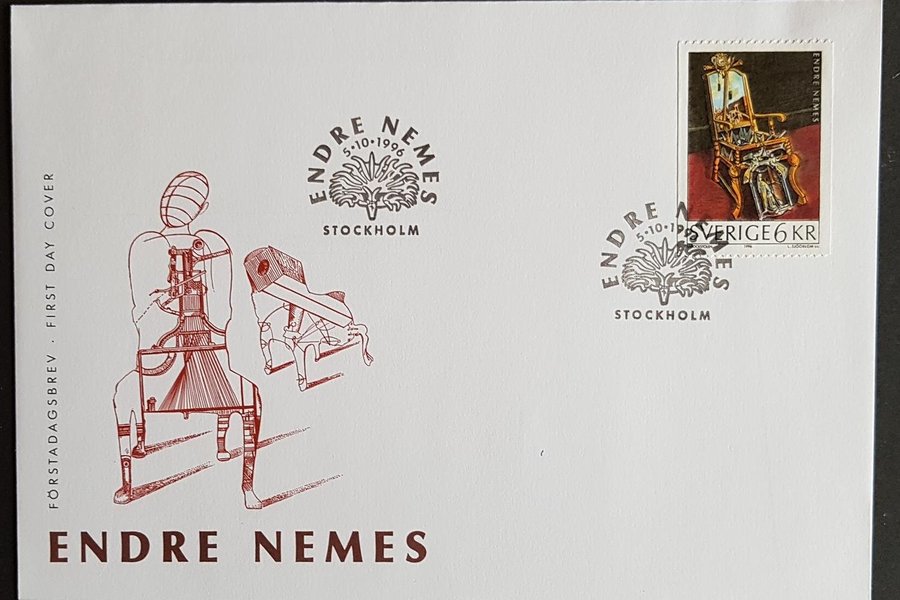 FÖRSTADAGSBREV · FIRST DAY COVER
ENDRE NEMES
5·10·1996
STOCKHOLM
ENDRE NEMES
SVERIGE 6 KR
1996
ENDRE NEMES
5·10·1996
STOCKHOLM
ENDRE NEMES